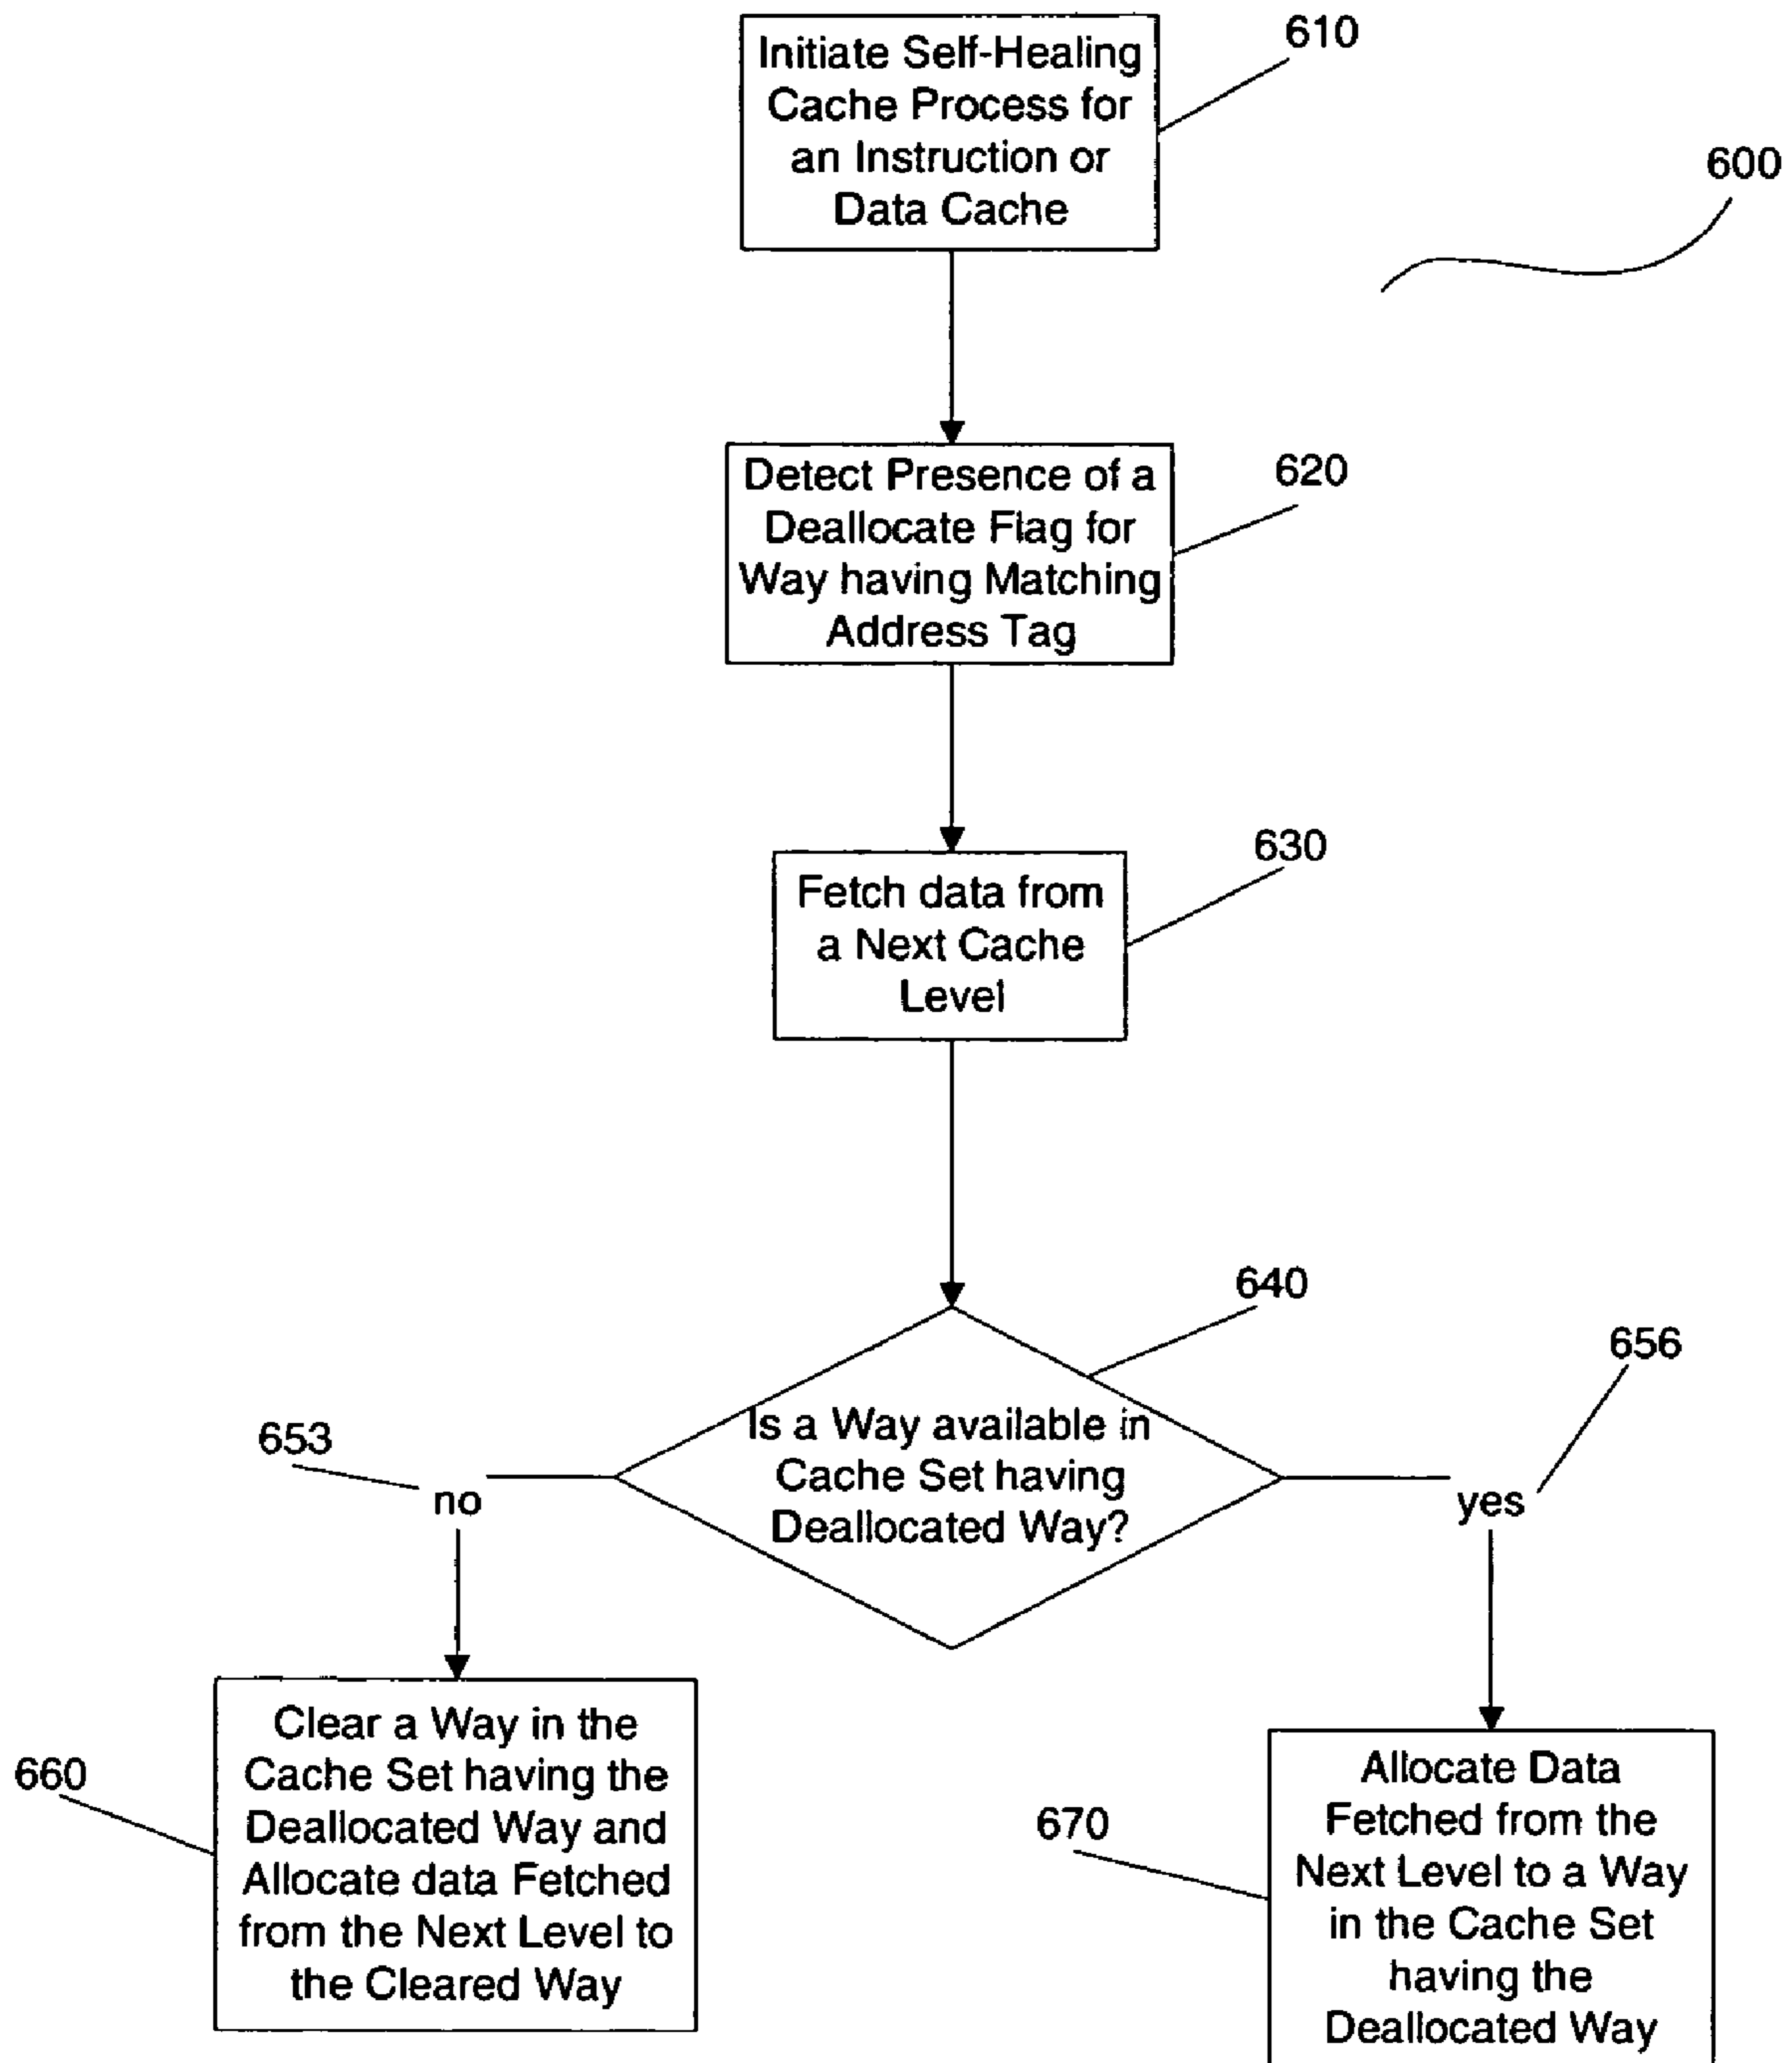 Initiate Self-Healing
Cache Process for
an Instruction or
Data Cache
610
600
Detect Presence of a
Deallocate Flag for
Way having Matching
Address Tag
620
Fetch data from
a Next Cache
Level
630
640
Is a Way available in
Cache Set having
Deallocated Way?
653
no
656
yes
Clear a Way in the
Cache Set having the
Deallocated Way and
Allocate data Fetched
from the Next Level to
the Cleared Way
660
670
Allocate Data
Fetched from the
Next Level to a Way
in the Cache Set
having the
Deallocated Way